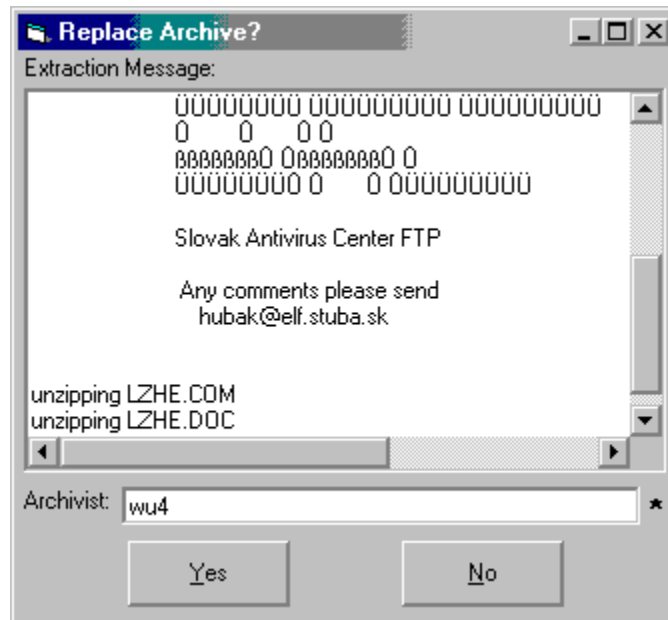 Replace Archive?
Extraction Message:
ÜÜÜÜÜÜÜÜ ÜÜÜÜÜÜÜÜÜ ÜÜÜÜÜÜÜÜÜ
Û Û Û Û
ßßßßßßßÛ Ûßßßßßßßß Û
ÜÜÜÜÜÜÜÛ Û Û ÛÜÜÜÜÜÜÜÜ
Slovak Antivirus Center FTP
Any comments please send
hubak@elf.stuba.sk
unzipping LZHE.COM
unzipping LZHE.DOC
Archivist: wu4 *
Yes No